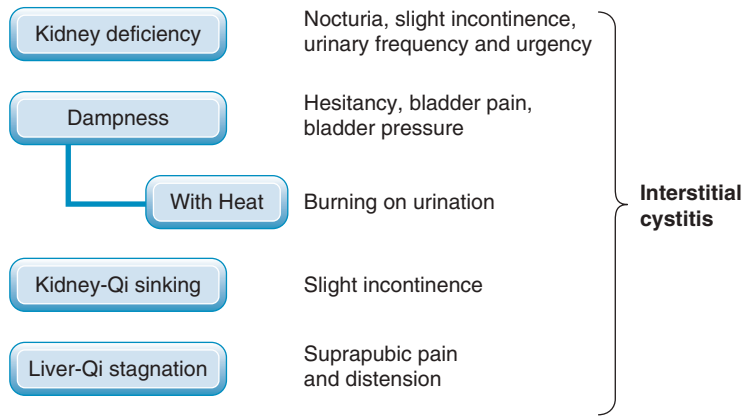 Kidney deficiency
Nocturia, slight incontinence,
urinary frequency and urgency
Dampness
Hesitancy, bladder pain,
bladder pressure
With Heat
Burning on urination
Interstitial
cystitis
Kidney-Qi sinking
Slight incontinence
Liver-Qi stagnation
Suprapubic pain
and distension